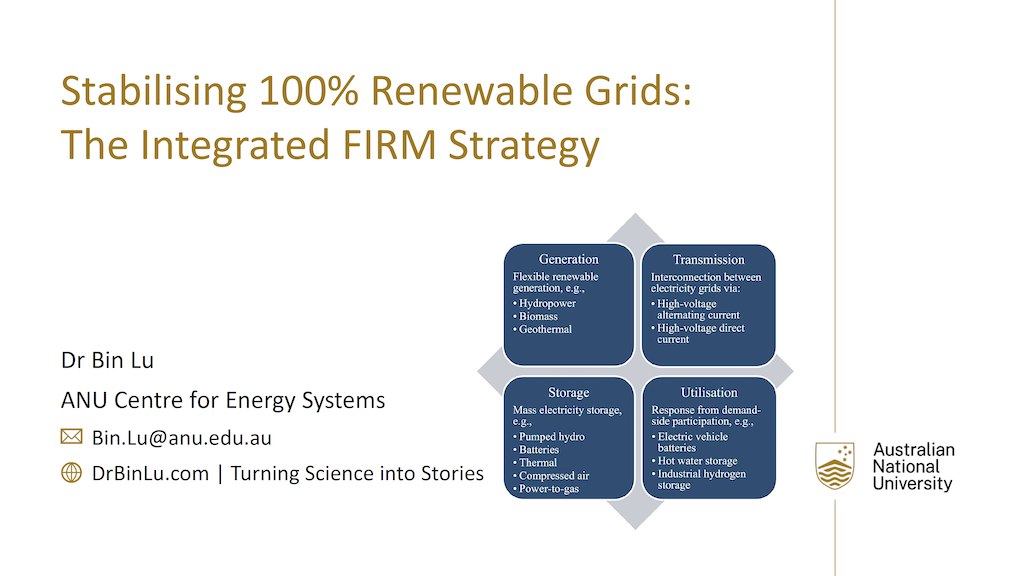 Stabilising 100% Renewable Grids:
The Integrated FIRM Strategy
Generation
Flexible renewable
generation, e.g.,
• Hydropower
• Biomass
• Geothermal
Transmission
Interconnection between
electricity grids via:
• High-voltage
alternating current
• High-voltage direct
current
Storage
Mass electricity storage,
e.g.,
• Pumped hydro
• Batteries
• Thermal
• Compressed air
• Power-to-gas
Utilisation
Response from demand-
side participation, e.g.,
• Electric vehicle
batteries
• Hot water storage
• Industrial hydrogen
storage
Dr Bin Lu
ANU Centre for Energy Systems
Bin.Lu@anu.edu.au
DrBinLu.com | Turning Science into Stories
Australian
National
University